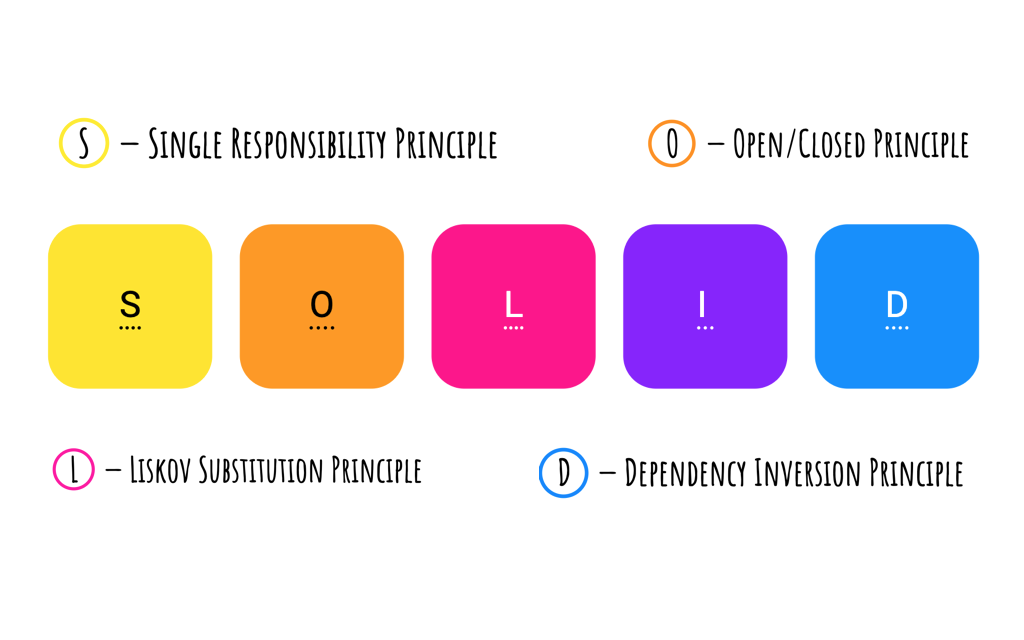 S – Single Responsibility Principle
O – Open/Closed Principle
S O L I D
L – Liskov Substitution Principle
D – Dependency Inversion Principle